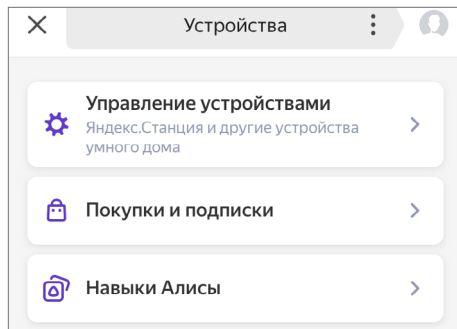 Устройства
Управление устройствами
Яндекс.Станция и другие устройства
умного дома
Покупки и подписки
Навыки Алисы